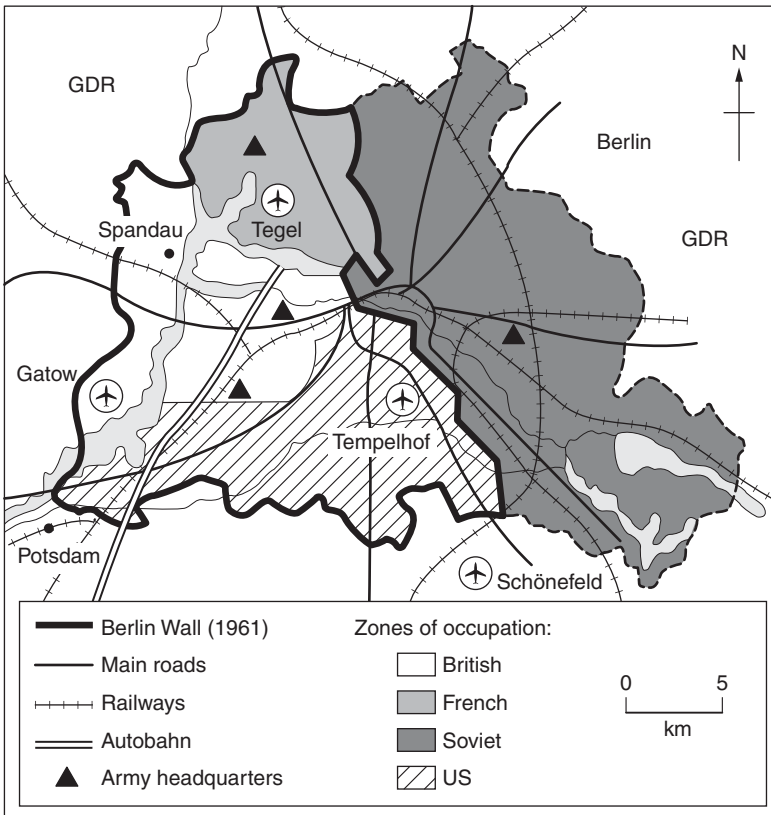 GDR
N
Berlin
Tegel
Spandau
GDR
Gatow
Tempelhof
Potsdam
Schönefeld
Berlin Wall (1961)
Main roads
Railways
Autobahn
Army headquarters
Zones of occupation:
British
French
Soviet
US
0 5
km